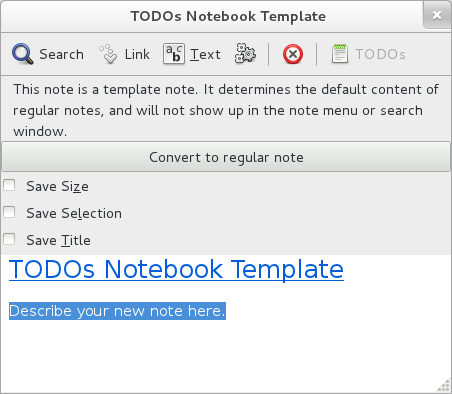 TODOs Notebook Template
Search Link Text TODOs
This note is a template note. It determines the default content of
regular notes, and will not show up in the note menu or search
window.
Convert to regular note
Save Size
Save Selection
Save Title
TODOs Notebook Template
Describe your new note here.